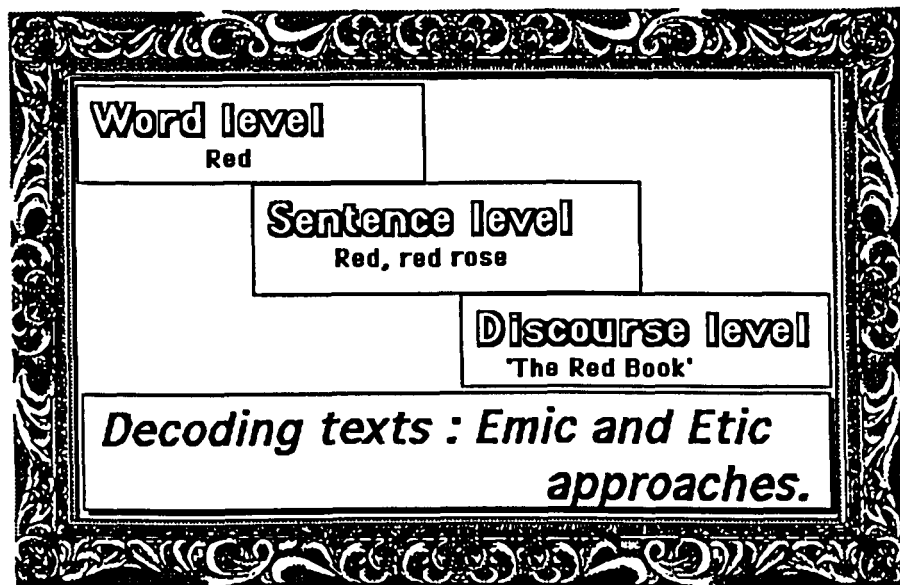 Word level
Red
Sentence level
Red, red rose
Discourse level
'The Red Book'
Decoding texts : Emic and Etic
approaches.